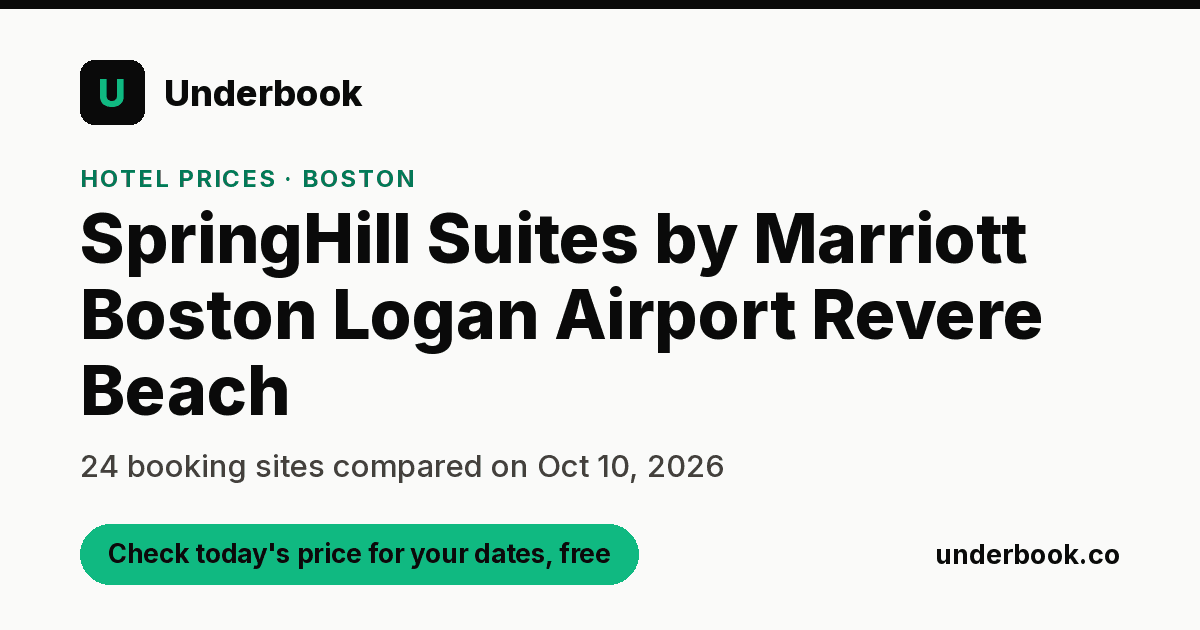 U
Underbook
HOTEL PRICES · BOSTON
SpringHill Suites by Marriott
Boston Logan Airport Revere
Beach
24 booking sites compared on Oct 10, 2026
Check today's price for your dates, free
underbook.co